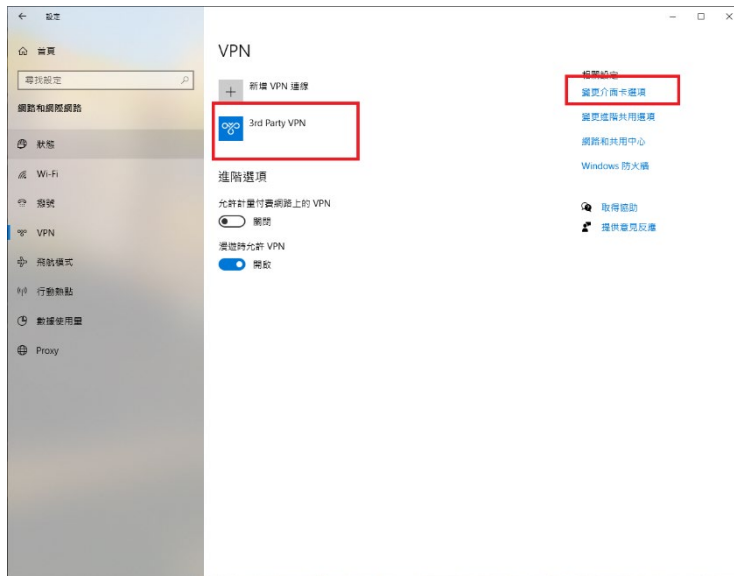 設定
首頁
尋找設定
網路和網際網路
狀態
Wi-Fi
撥號
VPN
飛航模式
行動熱點
數據使用量
Proxy
VPN
新增 VPN 連線
3rd Party VPN
進階選項
允許計量付費網路上的 VPN
關閉
漫遊時允許 VPN
開啟
相關設定
變更介面卡選項
變更進階共用選項
網路和共用中心
Windows 防火牆
取得協助
提供意見反應